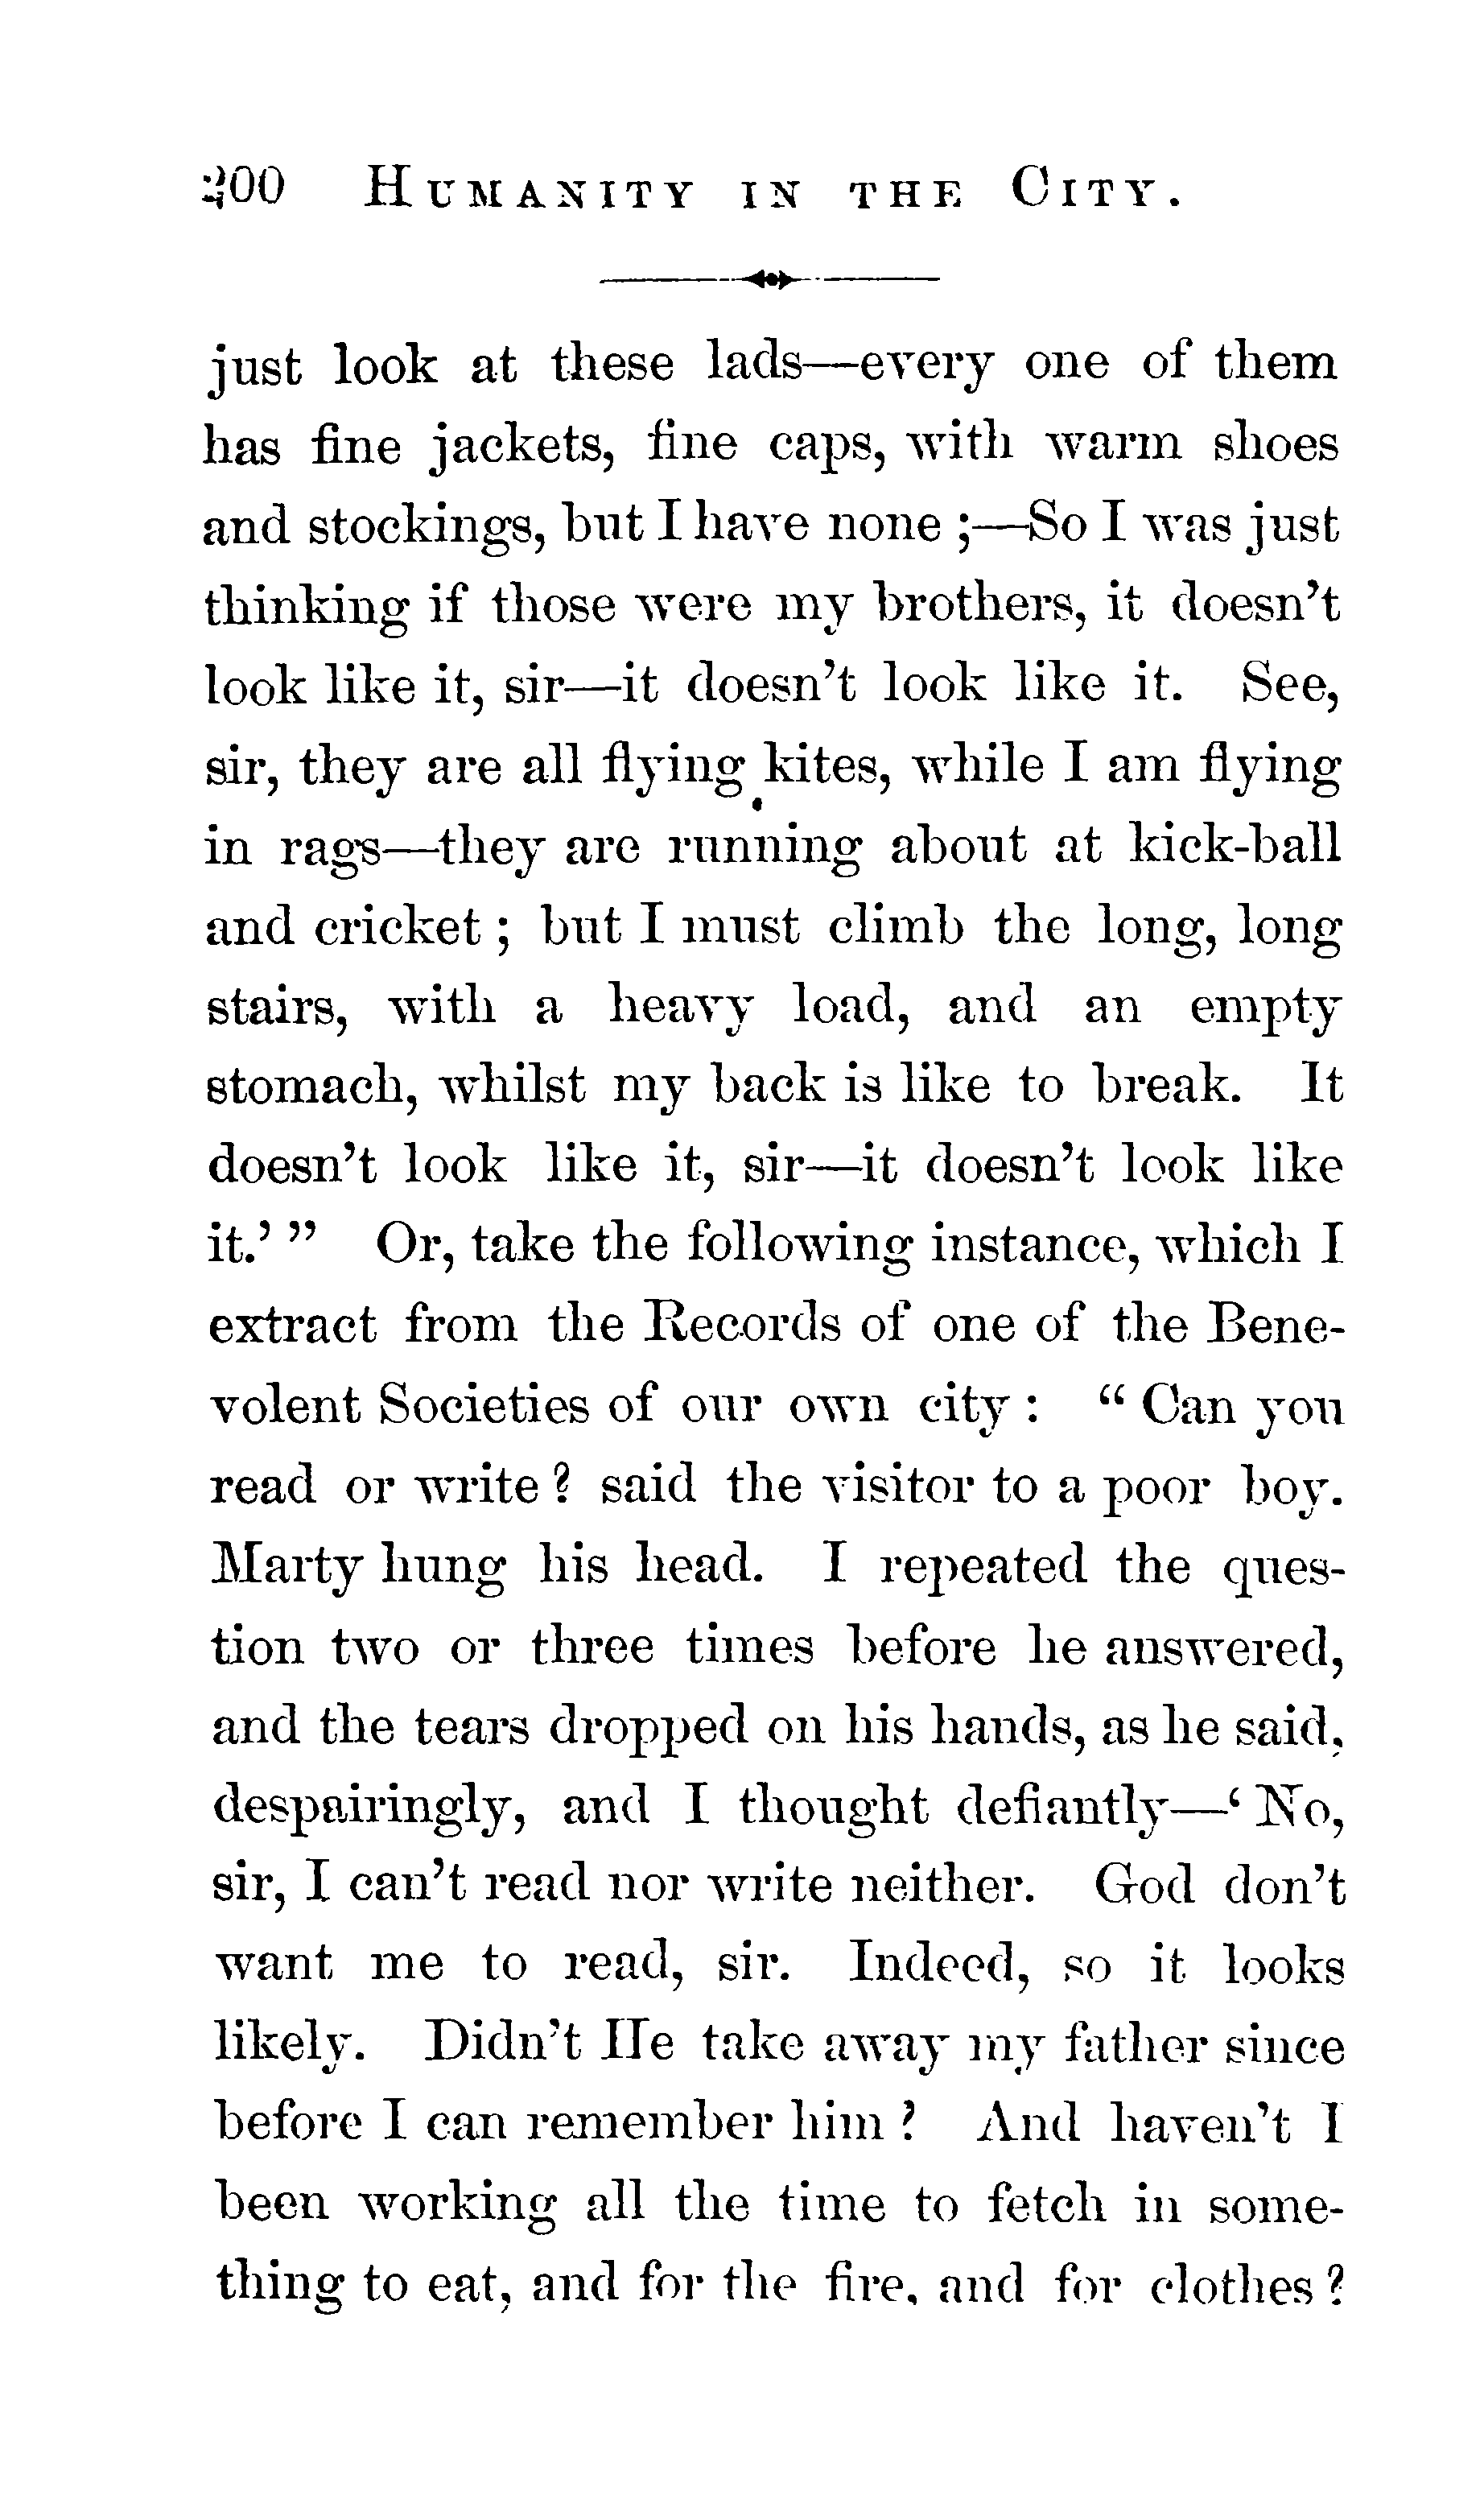 200 HUMANITY IN THE CITY.
just look at these lads—every one of them
has fine jackets, fine caps, with warm shoes
and stockings, but I have none ;—So I was just
thinking if those were my brothers, it doesn't
look like it, sir—it doesn't look like it. See,
sir, they are all flying kites, while I am flying
in rags—they are running about at kick-ball
and cricket ; but I must climb the long, long
stairs, with a heavy load, and an empty
stomach, whilst my back is like to break. It
doesn't look like it, sir—it doesn't look like
it.' ” Or, take the following instance, which I
extract from the Records of one of the Bene-
volent Societies of our own city : “ Can you
read or write ? said the visitor to a poor boy.
Marty hung his head. I repeated the ques-
tion two or three times before he answered,
and the tears dropped on his hands, as he said,
despairingly, and I thought defiantly—‘ No,
sir, I can't read nor write neither. God don't
want me to read, sir. Indeed, so it looks
likely. Didn't He take away my father since
before I can remember him ? And haven't I
been working all the time to fetch in some-
thing to eat, and for the fire, and for clothes ?